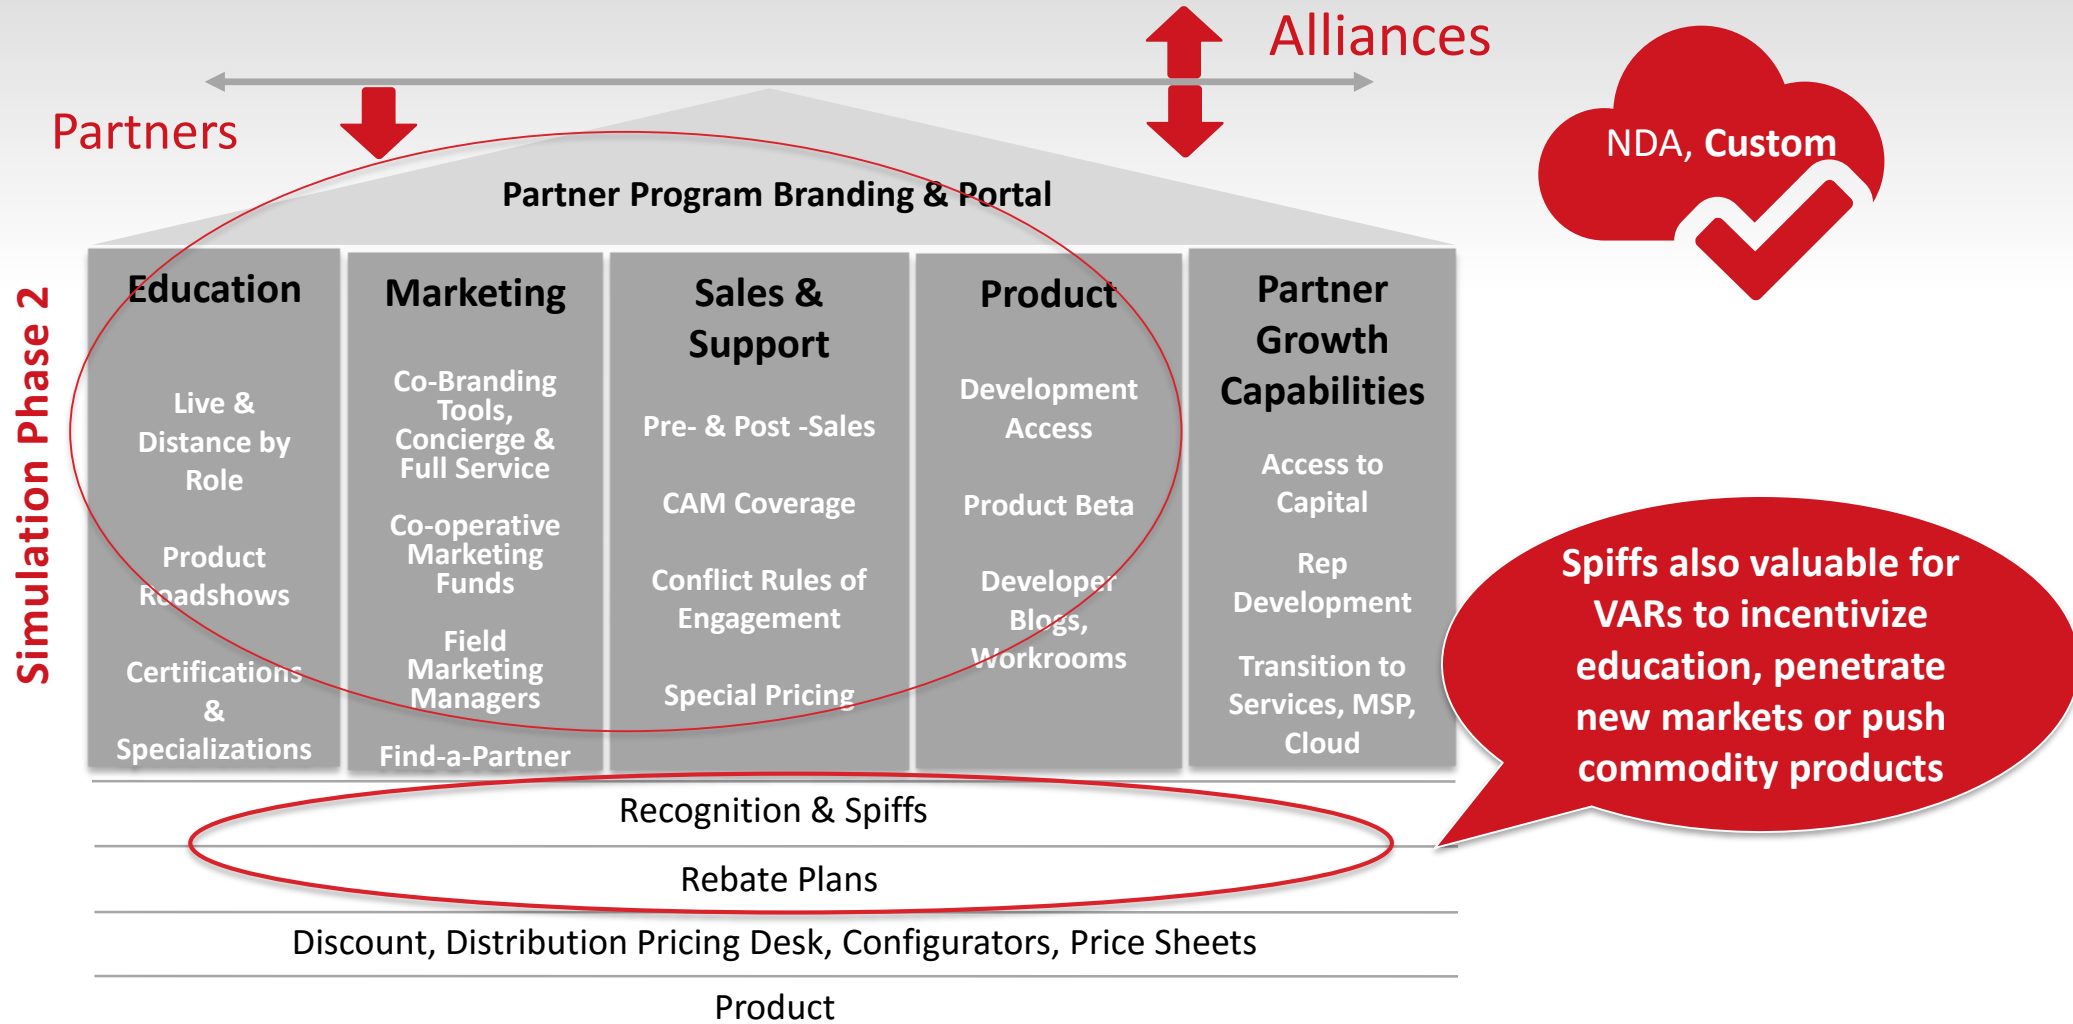 Alliances
Partners
NDA, Custom
Partner Program Branding & Portal
Simulation Phase 2
Education
Live &
Distance by
Role
Product
Roadshows
Certifications
&
Specializations
Marketing
Co-Branding
Tools,
Concierge &
Full Service
Co-operative
Marketing
Funds
Field
Marketing
Managers
Find-a-Partner
Sales &
Support
Pre- & Post -Sales
CAM Coverage
Conflict Rules of
Engagement
Special Pricing
Product
Development
Access
Product Beta
Developer
Blogs,
Workrooms
Partner
Growth
Capabilities
Access to
Capital
Rep
Development
Transition to
Services, MSP,
Cloud
Spiffs also valuable for
VARs to incentivize
education, penetrate
new markets or push
commodity products
Recognition & Spiffs
Rebate Plans
Discount, Distribution Pricing Desk, Configurators, Price Sheets
Product